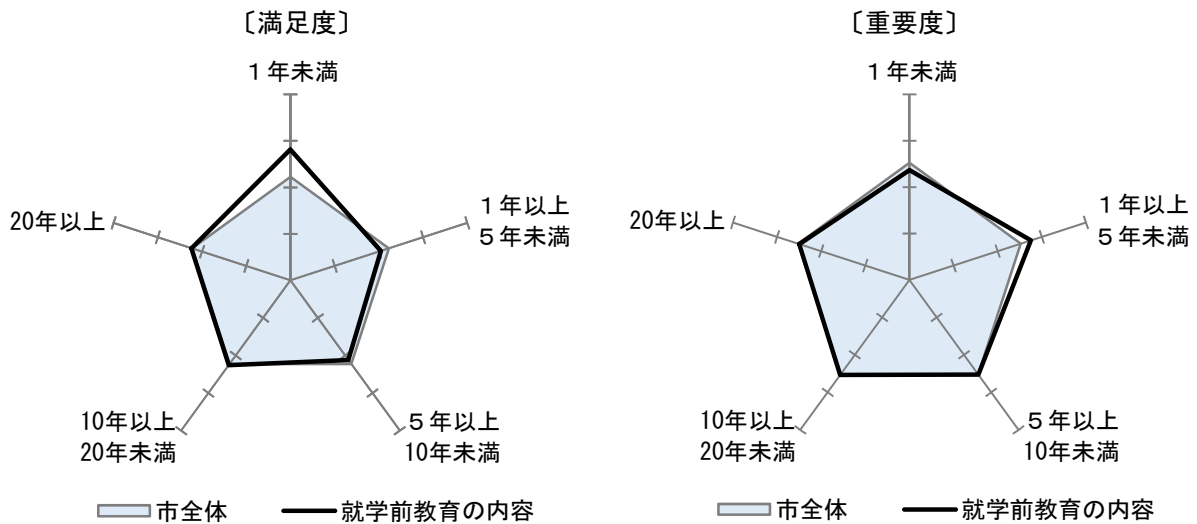 〔満足度〕
１年未満
１年以上
５年未満
５年以上
10年未満
10年以上
20年未満
20年以上
市全体
就学前教育の内容
〔重要度〕
１年未満
１年以上
５年未満
５年以上
10年未満
10年以上
20年未満
20年以上
市全体
就学前教育の内容